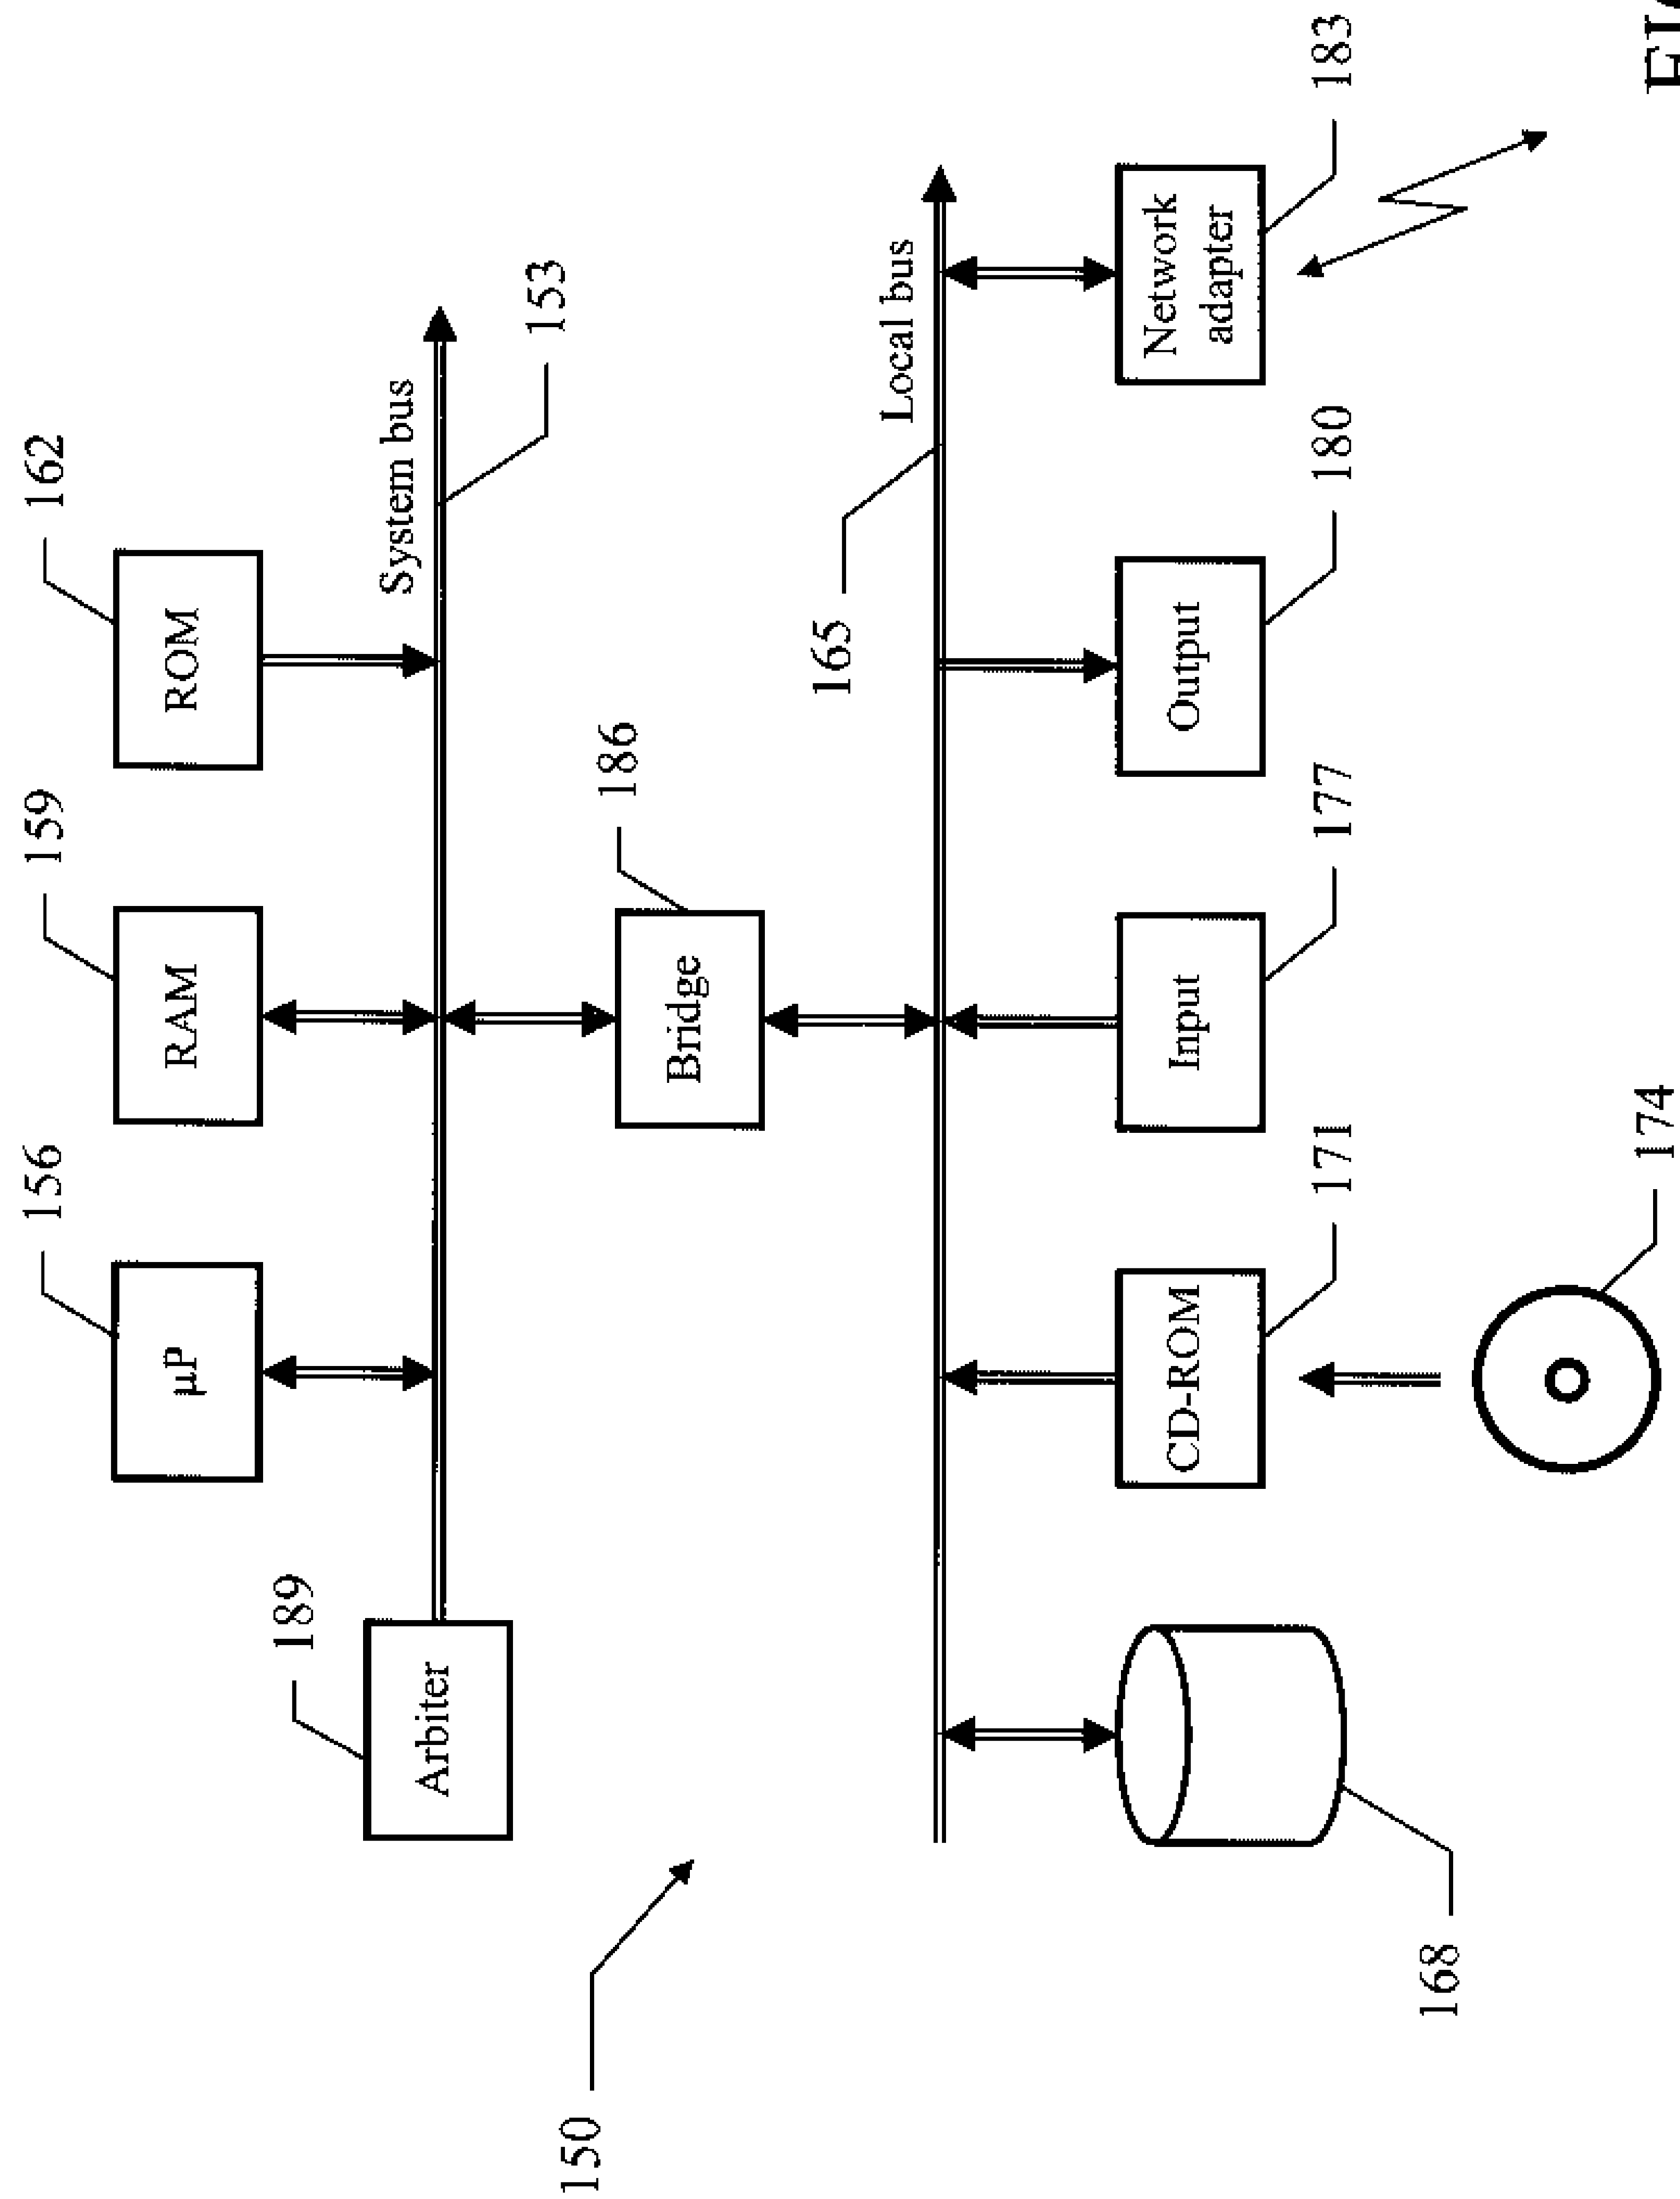 156
159
162
µP
RAM
ROM
189
System bus
Arbiter
153
150
186
Bridge
165
Local bus
CD-ROM
Input
Output
Network
adapter
171
177
180
183
168
174